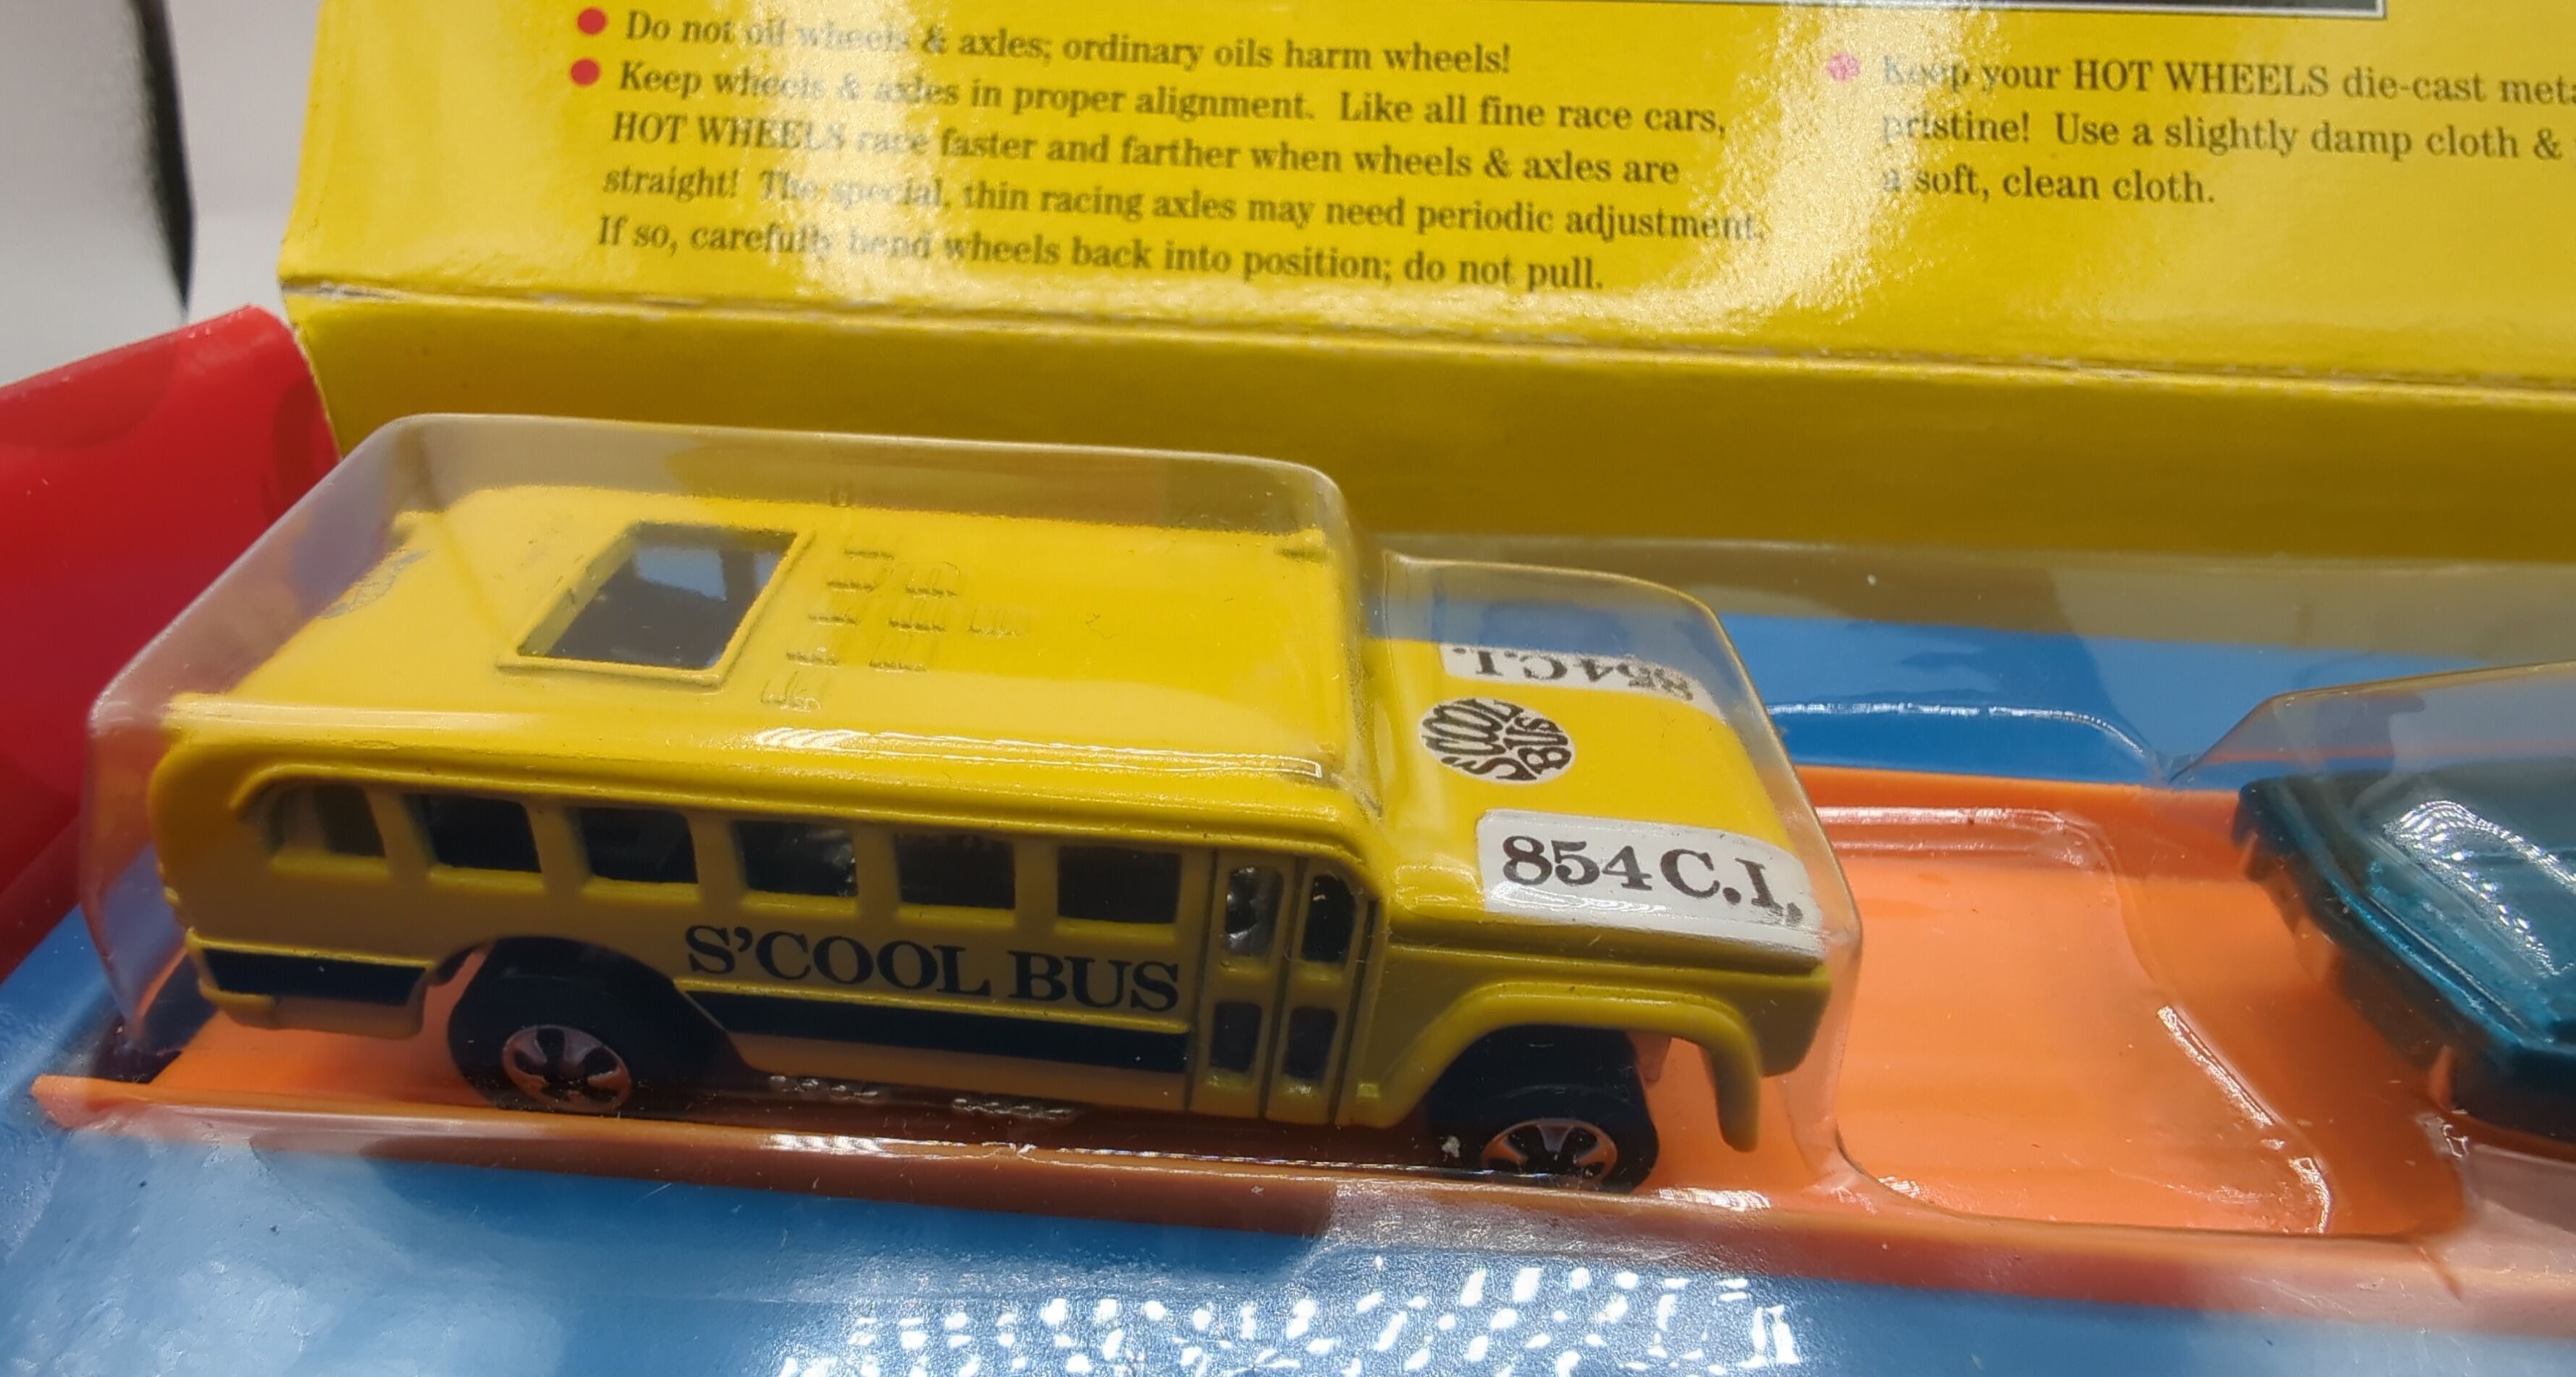 Do not oil wheels & axles; ordinary oils harm wheels!
Keep wheels & axles in proper alignment. Like all fine race cars,
HOT WHEELS race faster and farther when wheels & axles are
straight! The special, thin racing axles may need periodic adjustment.
If so, carefully bend wheels back into position; do not pull.
Keep your HOT WHEELS die-cast
pristine! Use a slightly damp cloth &
a soft, clean cloth.
854 C.I.
S'COOL
BUS
854 C.I.
S'COOL BUS